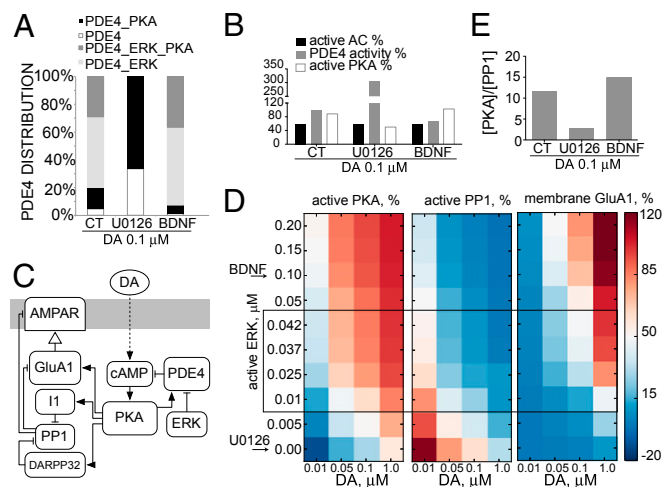 A
PDE4_PKA
PDE4
PDE4_ERK_PKA
PDE4_ERK
PDE4 DISTRIBUTION
100%
80%
60%
40%
20%
0%
CT U0126 BDNF
DA 0.1 μM
B
active AC %
PDE4 activity %
active PKA %
350
300
250
120
80
40
0
CT U0126 BDNF
DA 0.1 μM
E
[PKA]/[PP1]
20
15
10
5
0
CT U0126 BDNF
DA 0.1 μM
C
DA
AMPAR
GluA1
cAMP
PDE4
I1
PKA
ERK
PP1
DARPP32
D
active PKA, %
active PP1, %
membrane GluA1, %
active ERK, μM
BDNF
U0126
0.20
0.15
0.10
0.05
0.042
0.037
0.025
0.01
0.005
0.00
0.01 0.05 0.1 1.0
DA, μM
0.01 0.05 0.1 1.0
DA, μM
0.01 0.05 0.1 1.0
DA, μM
120
85
50
15
-20